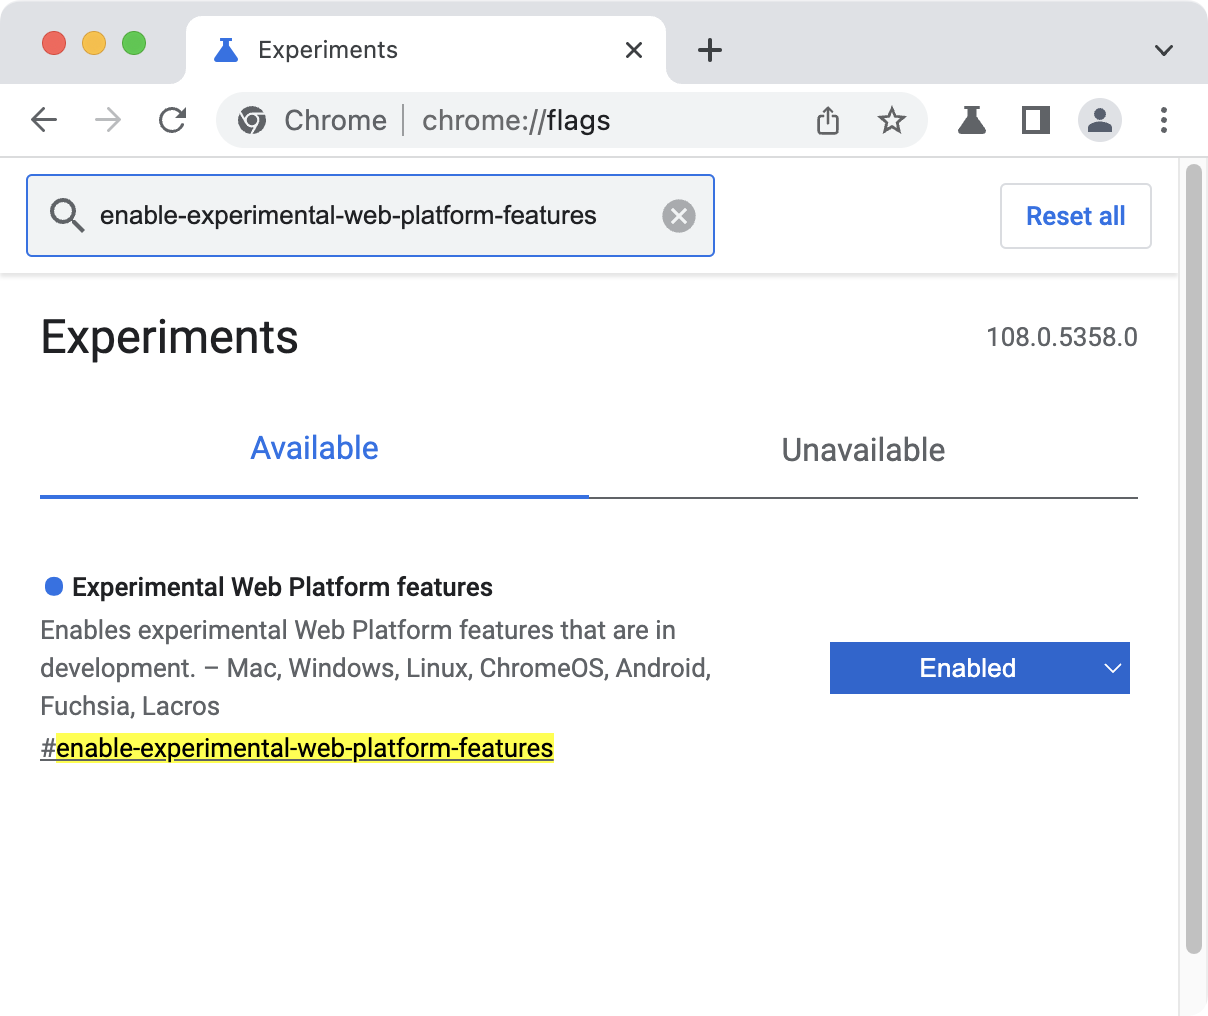 Experiments
Chrome
chrome://flags
enable-experimental-web-platform-features
Reset all
Experiments
108.0.5358.0
Available
Unavailable
Experimental Web Platform features
Enables experimental Web Platform features that are in
development. – Mac, Windows, Linux, ChromeOS, Android,
Fuchsia, Lacros
#enable-experimental-web-platform-features
Enabled